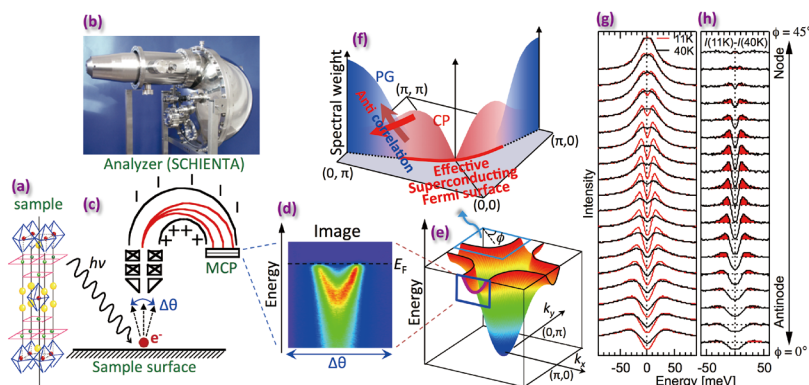 (a)
sample
(b)
Analyzer (SCHIENTA)
(c)
hν
+++
+
+
MCP
Δθ
e-
Sample surface
(d)
Image
Energy
E_F
Δθ
(e)
ϕ
Energy
k_y
(0,π)
k_x
(π,0)
(f)
Spectral weight
PG
(π, π)
CP
Anti correlation
(π,0)
(0, π)
Effective
Superconducting
Fermi surface
(0,0)
(g)
11K
40K
Intensity
-50
0
50
Energy [meV]
(h)
I(11K)-I(40K)
-50
0
50
ϕ = 45°
Node
Antinode
ϕ = 0°